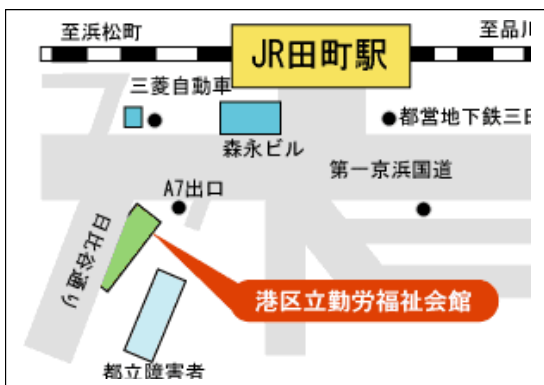 至浜松町
至品川
JR田町駅
三菱自動車
都営地下鉄三田
森永ビル
第一京浜国道
A7出口
日比谷通り
港区立勤労福祉会館
都立障害者